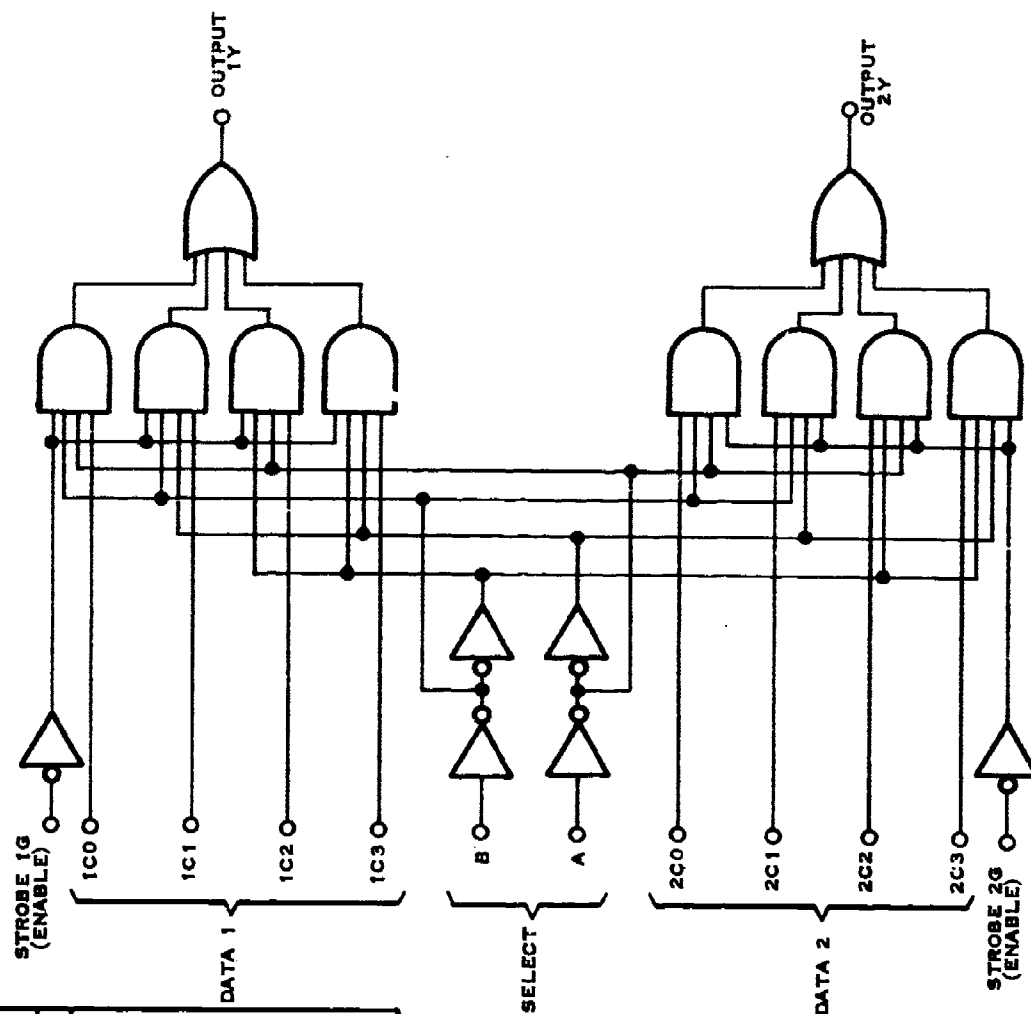 STROBE 1G
(ENABLE)
1C0
1C1
DATA 1
1C2
1C3
B
SELECT
A
2C0
2C1
DATA 2
2C2
2C3
STROBE 2G
(ENABLE)
OUTPUT
1Y
OUTPUT
2Y